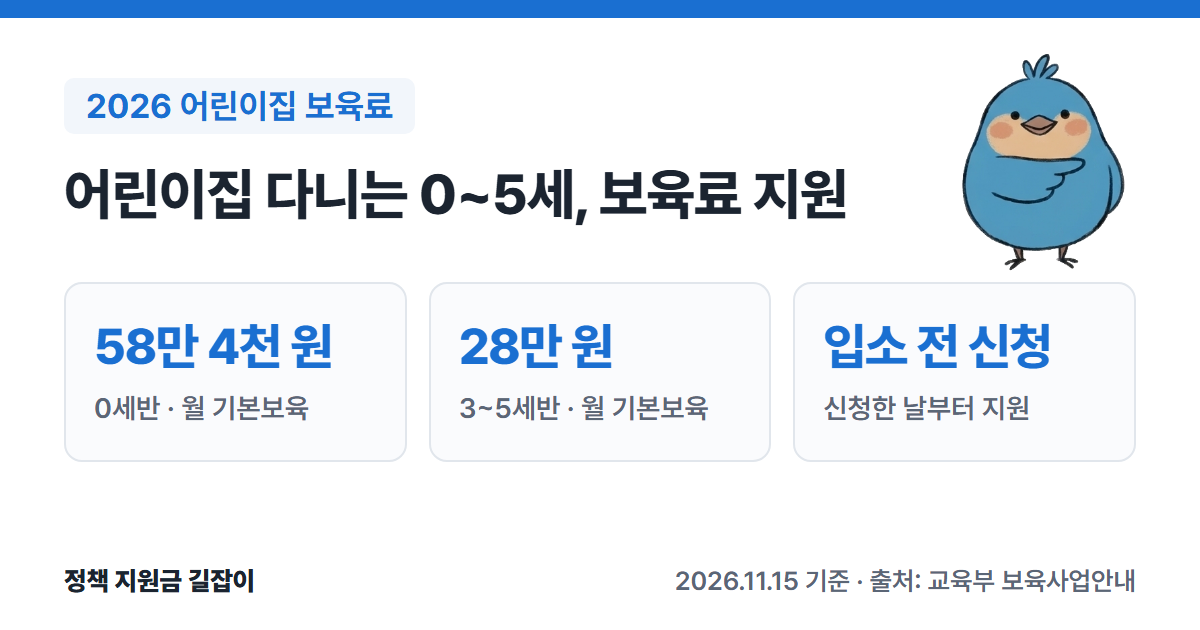 2026 어린이집 보육료
어린이집 다니는 0~5세, 보육료 지원
58만 4천 원
0세반 · 월 기본보육
28만 원
3~5세반 · 월 기본보육
입소 전 신청
신청한 날부터 지원
정책 지원금 길잡이
2026.11.15 기준 · 출처: 교육부 보육사업안내